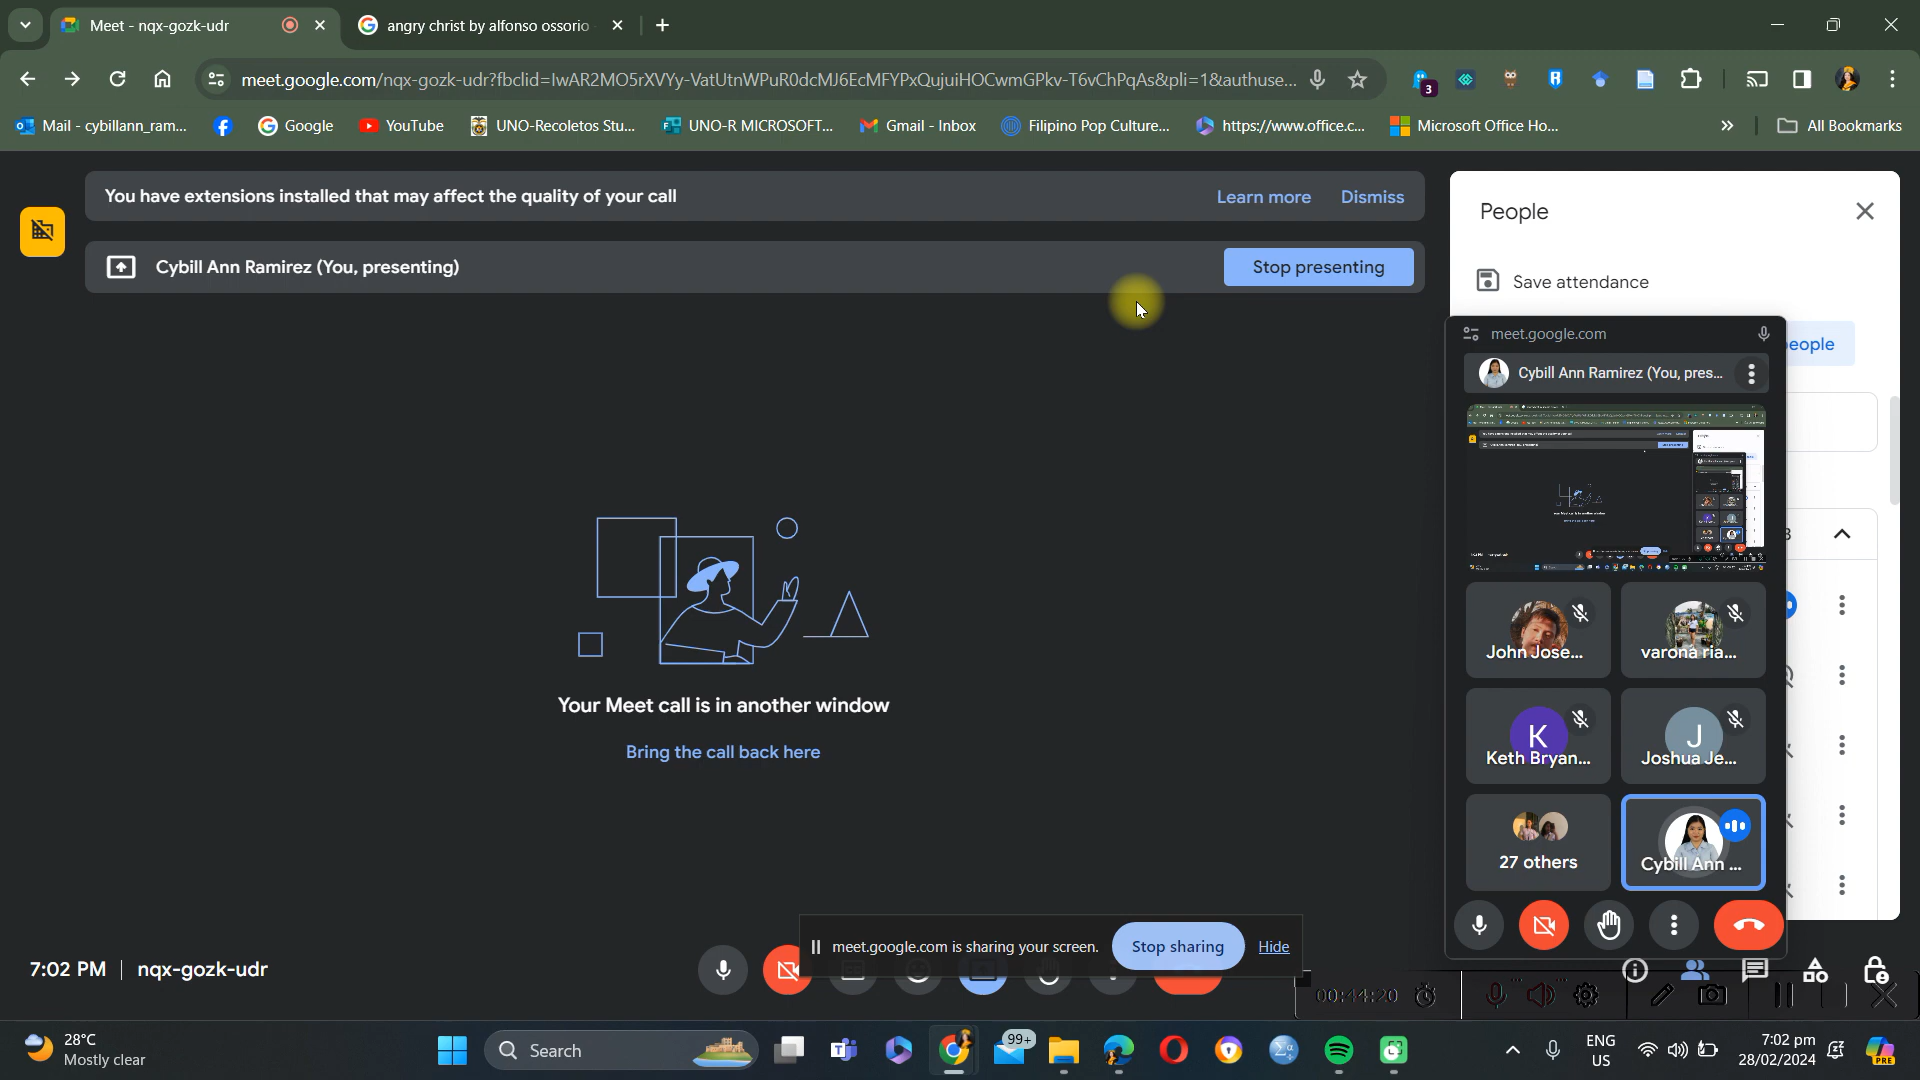 Meet - nqx-gozk-udr
angry christ by alfonso ossorio
meet.google.com/nqx-gozk-udr?fbclid=IwAR2MO5rXVYy-VatUtnWPuR0dcMJ6EcMFYPxQujuiHOCwmGPkv-T6vChPqAs&pli=1&authuse...
3
Mail - cybillann_ram...
Google
YouTube
UNO-Recoletos Stu...
UNO-R MICROSOFT...
Gmail - Inbox
Filipino Pop Culture...
https://www.office.c...
Microsoft Office Ho...
All Bookmarks
You have extensions installed that may affect the quality of your call
Learn more
Dismiss
Cybill Ann Ramirez (You, presenting)
Stop presenting
People
Save attendance
eople
meet.google.com
Cybill Ann Ramirez (You, pres...
John Jose...
varona ria...
K
Keth Bryan...
J
Joshua Je...
27 others
Cybill Ann ...
Your Meet call is in another window
Bring the call back here
meet.google.com is sharing your screen.
Stop sharing
Hide
7:02 PM | nqx-gozk-udr
00:44:20
28°C
Mostly clear
Search
99+
ENG
US
7:02 pm
28/02/2024
PRE